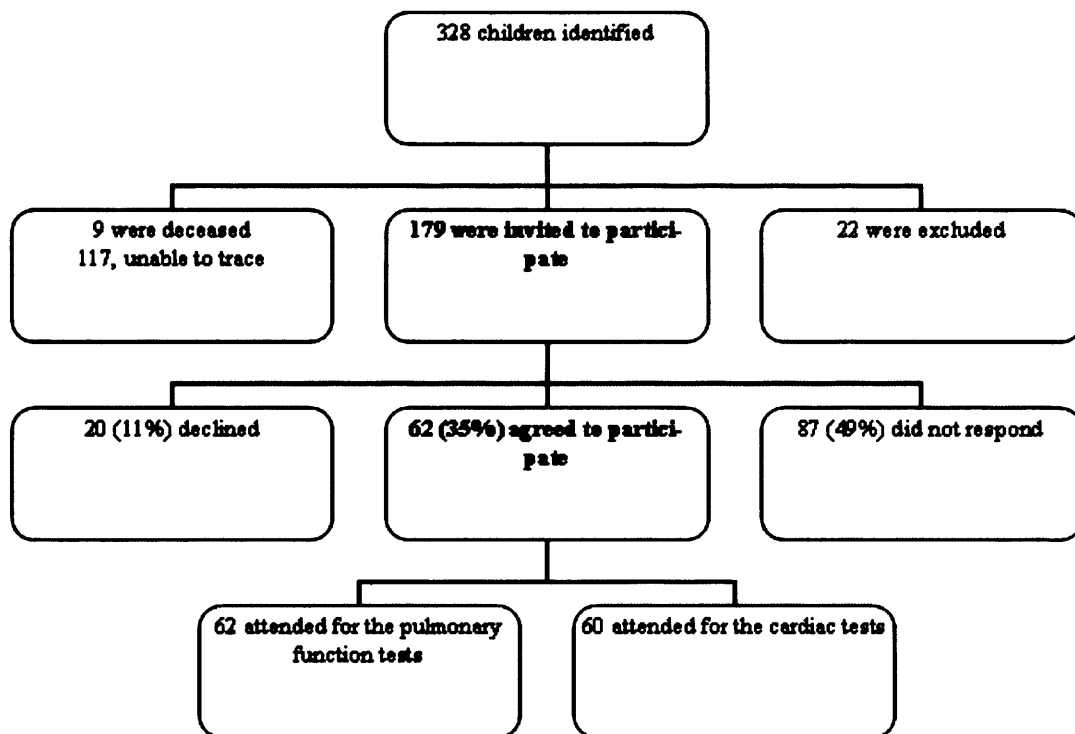 328 children identified
9 were deceased
117, unable to trace
179 were invited to partici-
pate
22 were excluded
20 (11%) declined
62 (35%) agreed to partici-
pate
87 (49%) did not respond
62 attended for the pulmonary
function tests
60 attended for the cardiac tests